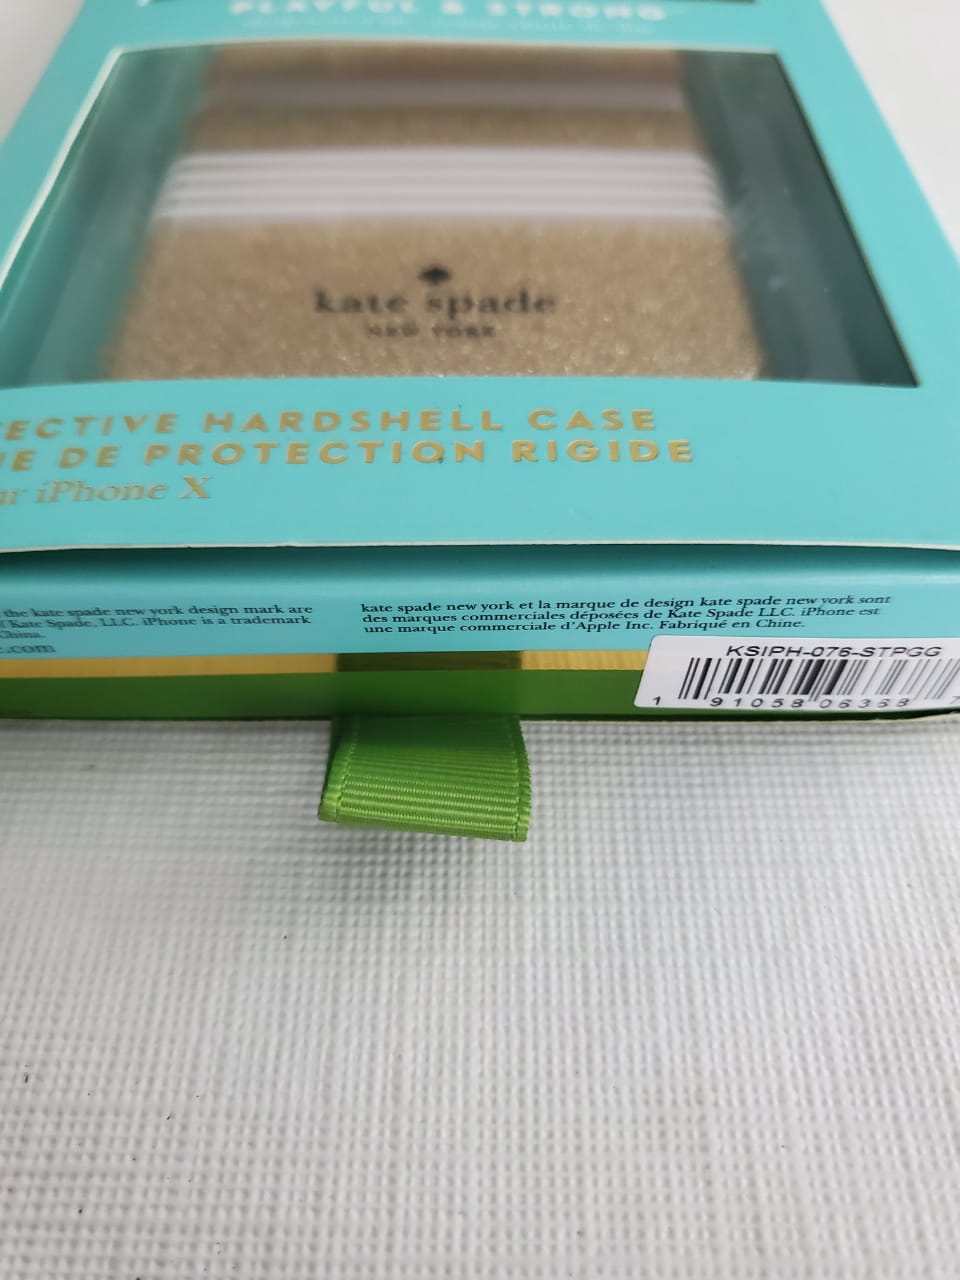 PLAYFUL & STRONG
kate spade
NEW YORK
ECTIVE HARDSHELL CASE
UE DE PROTECTION RIGIDE
ur iPhone X
the kate spade new york design mark are
f Kate Spade, LLC. iPhone is a trademark
China.
.com
kate spade new york et la marque de design kate spade new york sont
des marques commerciales déposées de Kate Spade LLC. iPhone est
une marque commerciale d'Apple Inc. Fabriqué en Chine.
KSIPH-076-STPGG
1 91058 06368 7